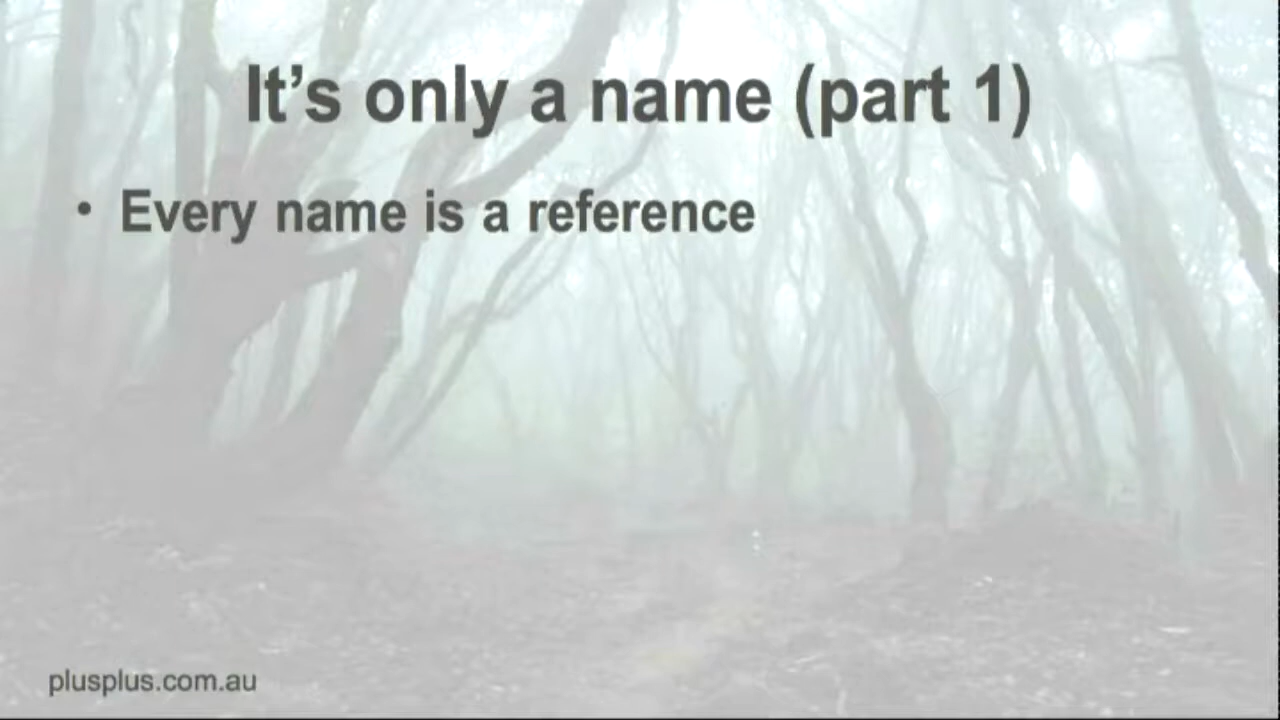 It's only a name (part 1)
• Every name is a reference
plusplus.com.au